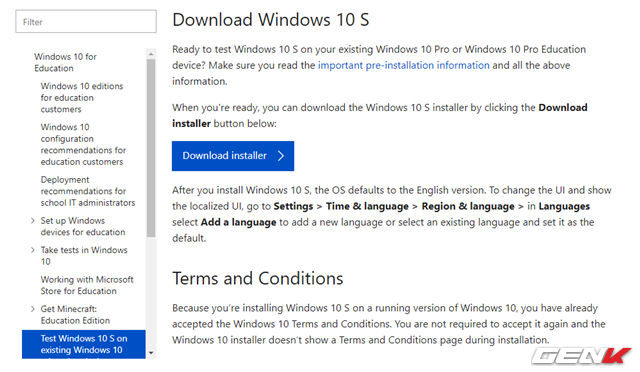 Filter
Windows 10 for
Education
Windows 10 editions
for education
customers
Windows 10
configuration
recommendations for
education customers
Deployment
recommendations for
school IT administrators
Set up Windows
devices for education
Take tests in Windows
10
Working with Microsoft
Store for Education
Get Minecraft:
Education Edition
Test Windows 10 S on
existing Windows 10
Download Windows 10 S
Ready to test Windows 10 S on your existing Windows 10 Pro or Windows 10 Pro Education
device? Make sure you read the important pre-installation information and all the above
information.
When you're ready, you can download the Windows 10 S installer by clicking the Download
installer button below:
Download installer
After you install Windows 10 S, the OS defaults to the English version. To change the UI and show
the localized UI, go to Settings > Time & language > Region & language > in Languages
select Add a language to add a new language or select an existing language and set it as the
default.
Terms and Conditions
Because you're installing Windows 10 S on a running version of Windows 10, you have already
accepted the Windows 10 Terms and Conditions. You are not required to accept it again and the
Windows 10 installer doesn't show a Terms and Conditions page during installation.
GENK